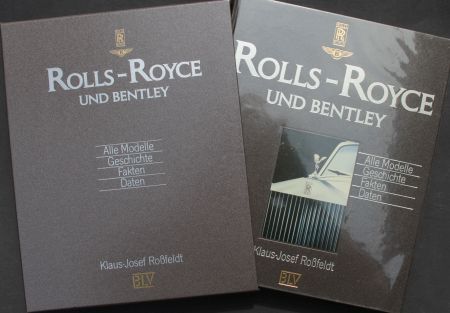 ROLLS-ROYCE
UND BENTLEY
Alle Modelle
Geschichte
Fakten
Daten
Klaus-Josef Roßfeldt
BLV
ROLLS-ROYCE
UND BENTLEY
Alle Modelle
Geschichte
Fakten
Daten
Klaus-Josef Roßfeldt
BLV